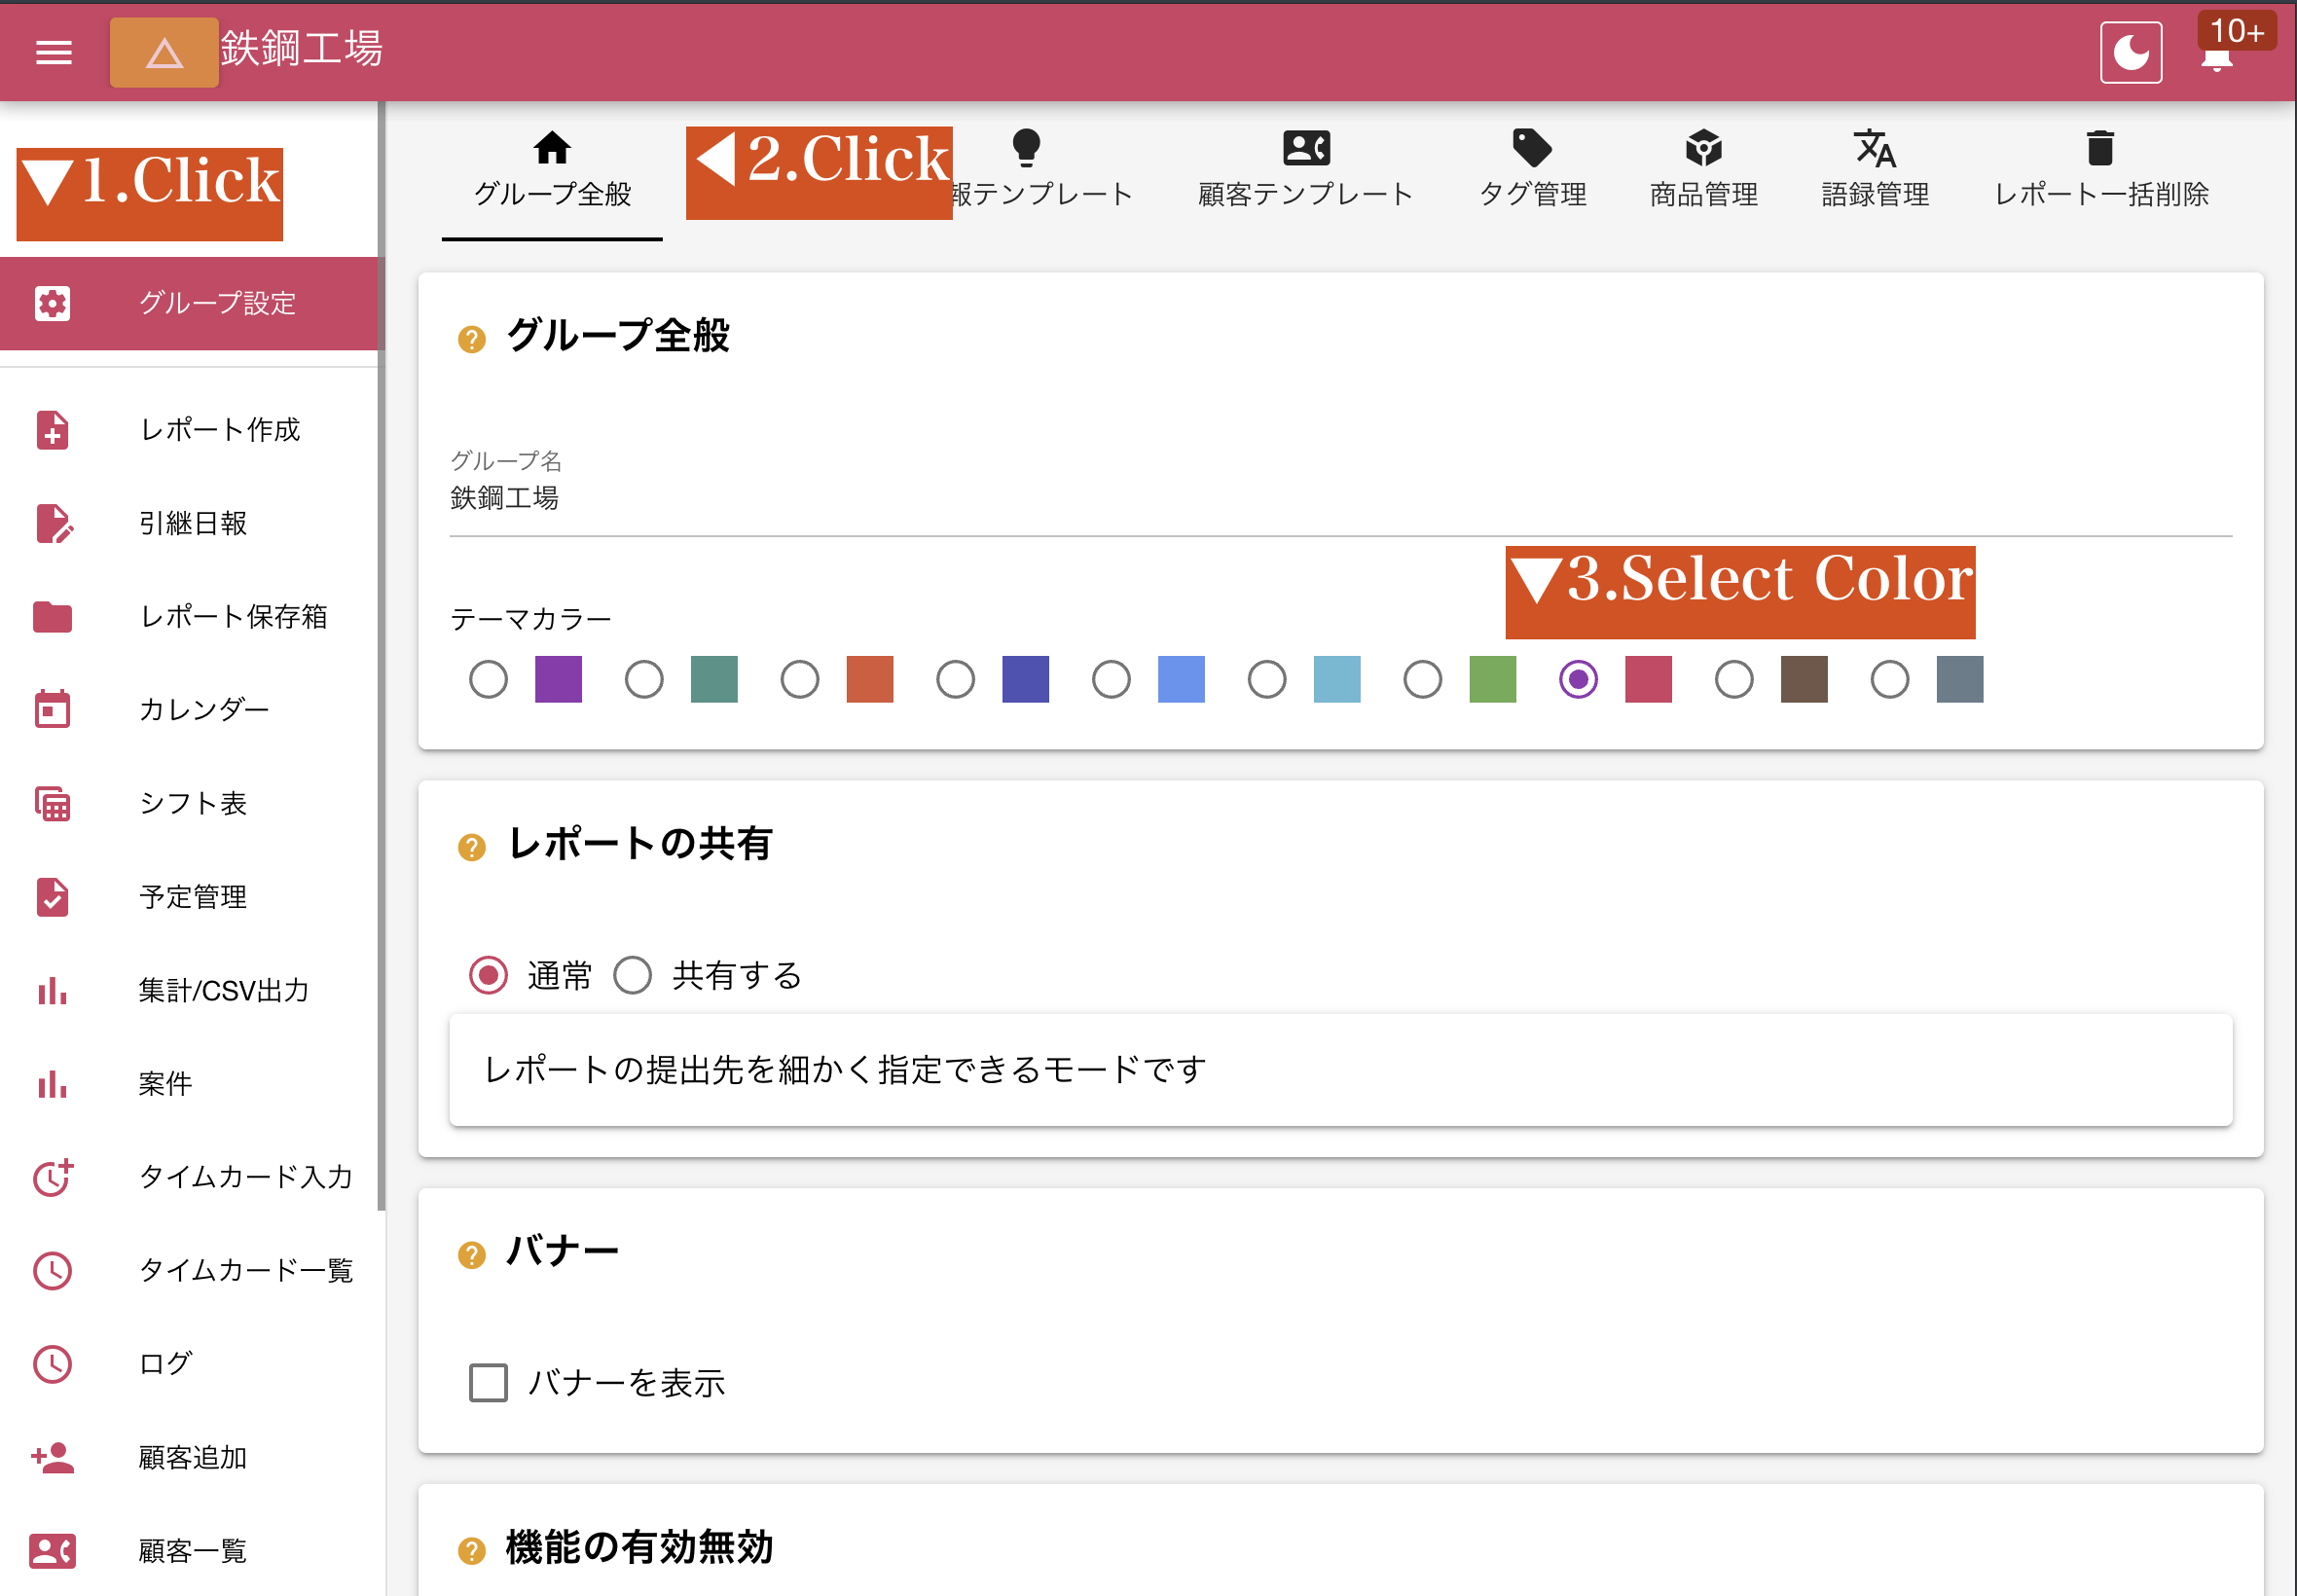 鉄鋼工場
10+
▼1.Click
◀2.Click
グループ全般
報テンプレート
顧客テンプレート
タグ管理
商品管理
語録管理
レポート一括削除
グループ設定
レポート作成
引継日報
レポート保存箱
カレンダー
シフト表
予定管理
集計/CSV出力
案件
タイムカード入力
タイムカード一覧
ログ
顧客追加
顧客一覧
グループ全般
グループ名
鉄鋼工場
▼3.Select Color
テーマカラー
レポートの共有
通常 共有する
レポートの提出先を細かく指定できるモードです
バナー
バナーを表示
機能の有効無効